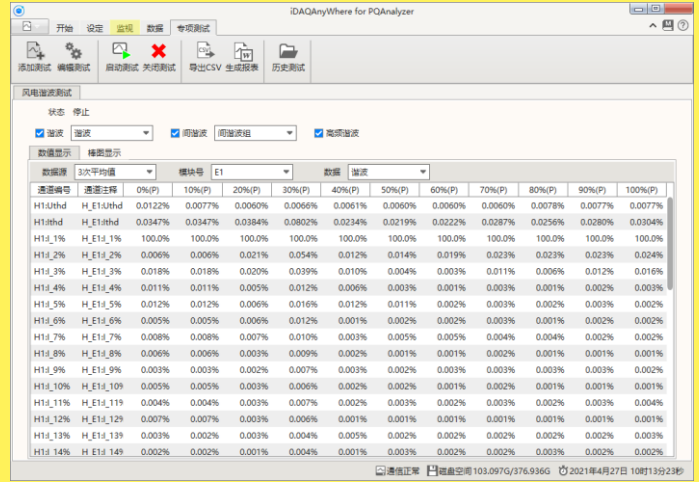 iDAQAnyWhere for PQAnalyzer
开始 设定 监视 数据 专项测试
添加测试 编辑测试 启动测试 关闭测试 导出CSV 生成报表 历史测试
风电谐波测试
状态 停止
谐波 谐波 间谐波 间谐波组 高频谐波
数值显示 棒图显示
数据源 3次平均值 模块号 E1 数据 谐波
通道编号 通道注释 0%(P) 10%(P) 20%(P) 30%(P) 40%(P) 50%(P) 60%(P) 70%(P) 80%(P) 90%(P) 100%(P)
H1:Uthd H_E1:Uthd 0.0122% 0.0077% 0.0060% 0.0066% 0.0061% 0.0060% 0.0060% 0.0060% 0.0078% 0.0077% 0.0077%
H1:Ithd H_E1:Ithd 0.0347% 0.0347% 0.0384% 0.0802% 0.0234% 0.0219% 0.0222% 0.0287% 0.0256% 0.0280% 0.0304%
H1:I_1% H_E1:I_1% 100.0% 100.0% 100.0% 100.0% 100.0% 100.0% 100.0% 100.0% 100.0% 100.0% 100.0%
H1:I_2% H_E1:I_2% 0.006% 0.006% 0.021% 0.054% 0.012% 0.014% 0.019% 0.023% 0.023% 0.023% 0.024%
H1:I_3% H_E1:I_3% 0.018% 0.018% 0.020% 0.039% 0.010% 0.004% 0.003% 0.011% 0.006% 0.012% 0.016%
H1:I_4% H_E1:I_4% 0.011% 0.011% 0.005% 0.012% 0.006% 0.003% 0.001% 0.003% 0.001% 0.002% 0.003%
H1:I_5% H_E1:I_5% 0.012% 0.012% 0.006% 0.016% 0.012% 0.011% 0.002% 0.003% 0.002% 0.003% 0.002%
H1:I_6% H_E1:I_6% 0.005% 0.005% 0.006% 0.012% 0.001% 0.002% 0.002% 0.003% 0.001% 0.002% 0.002%
H1:I_7% H_E1:I_7% 0.008% 0.008% 0.007% 0.010% 0.003% 0.005% 0.005% 0.004% 0.004% 0.002% 0.002%
H1:I_8% H_E1:I_8% 0.006% 0.006% 0.003% 0.009% 0.002% 0.001% 0.001% 0.002% 0.001% 0.001% 0.001%
H1:I_9% H_E1:I_9% 0.003% 0.003% 0.002% 0.007% 0.003% 0.002% 0.003% 0.003% 0.003% 0.003% 0.002%
H1:I_10% H_E1:I_109 0.005% 0.005% 0.003% 0.006% 0.002% 0.001% 0.001% 0.002% 0.001% 0.001% 0.001%
H1:I_11% H_E1:I_119 0.004% 0.004% 0.003% 0.007% 0.002% 0.002% 0.003% 0.002% 0.003% 0.003% 0.004%
H1:I_12% H_E1:I_129 0.007% 0.007% 0.003% 0.006% 0.001% 0.001% 0.001% 0.001% 0.001% 0.001% 0.001%
H1:I_13% H_E1:I_139 0.003% 0.002% 0.003% 0.004% 0.005% 0.002% 0.002% 0.002% 0.002% 0.002% 0.003%
H1:I_14% H_E1:I_149 0.002% 0.002% 0.001% 0.004% 0.001% 0.002% 0.002% 0.002% 0.003% 0.002% 0.002%
通信正常 磁盘空间103.097G/376.936G 2021年4月27日 10时13分23秒